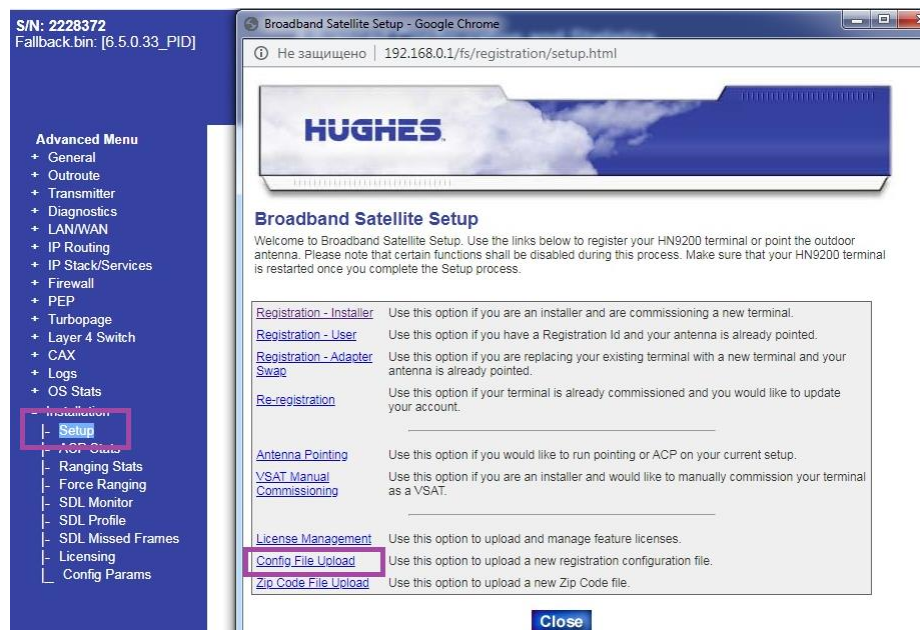 S/N: 2228372
Fallback.bin: [6.5.0.33_PID]
Advanced Menu
+ General
+ Outroute
+ Transmitter
+ Diagnostics
+ LAN/WAN
+ IP Routing
+ IP Stack/Services
+ Firewall
+ PEP
+ Turbopage
+ Layer 4 Switch
+ CAX
+ Logs
+ OS Stats
- Installation
|- Setup
|- ACP Stats
|- Ranging Stats
|- Force Ranging
|- SDL Monitor
|- SDL Profile
|- SDL Missed Frames
|- Licensing
|_ Config Params
Broadband Satellite Setup - Google Chrome
Не защищено | 192.168.0.1/fs/registration/setup.html
HUGHES.
Broadband Satellite Setup
Welcome to Broadband Satellite Setup. Use the links below to register your HN9200 terminal or point the outdoor
antenna. Please note that certain functions shall be disabled during this process. Make sure that your HN9200 terminal
is restarted once you complete the Setup process.
Registration - Installer Use this option if you are an installer and are commissioning a new terminal.
Registration - User Use this option if you have a Registration Id and your antenna is already pointed.
Registration - Adapter Use this option if you are replacing your existing terminal with a new terminal and your
Swap antenna is already pointed.
Re-registration Use this option if your terminal is already commissioned and you would like to update
your account.
Antenna Pointing Use this option if you would like to run pointing or ACP on your current setup.
VSAT Manual Use this option if you are an installer and would like to manually commission your terminal
Commissioning as a VSAT.
License Management Use this option to upload and manage feature licenses.
Config File Upload Use this option to upload a new registration configuration file.
Zip Code File Upload Use this option to upload a new Zip Code file.
Close